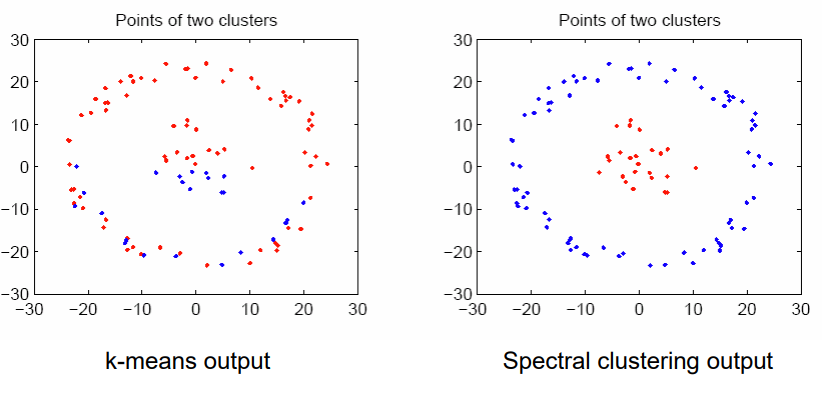 Points of two clusters
30
20
10
0
−10
−20
−30
−30 −20 −10 0 10 20 30
k-means output
Points of two clusters
30
20
10
0
−10
−20
−30
−30 −20 −10 0 10 20 30
Spectral clustering output